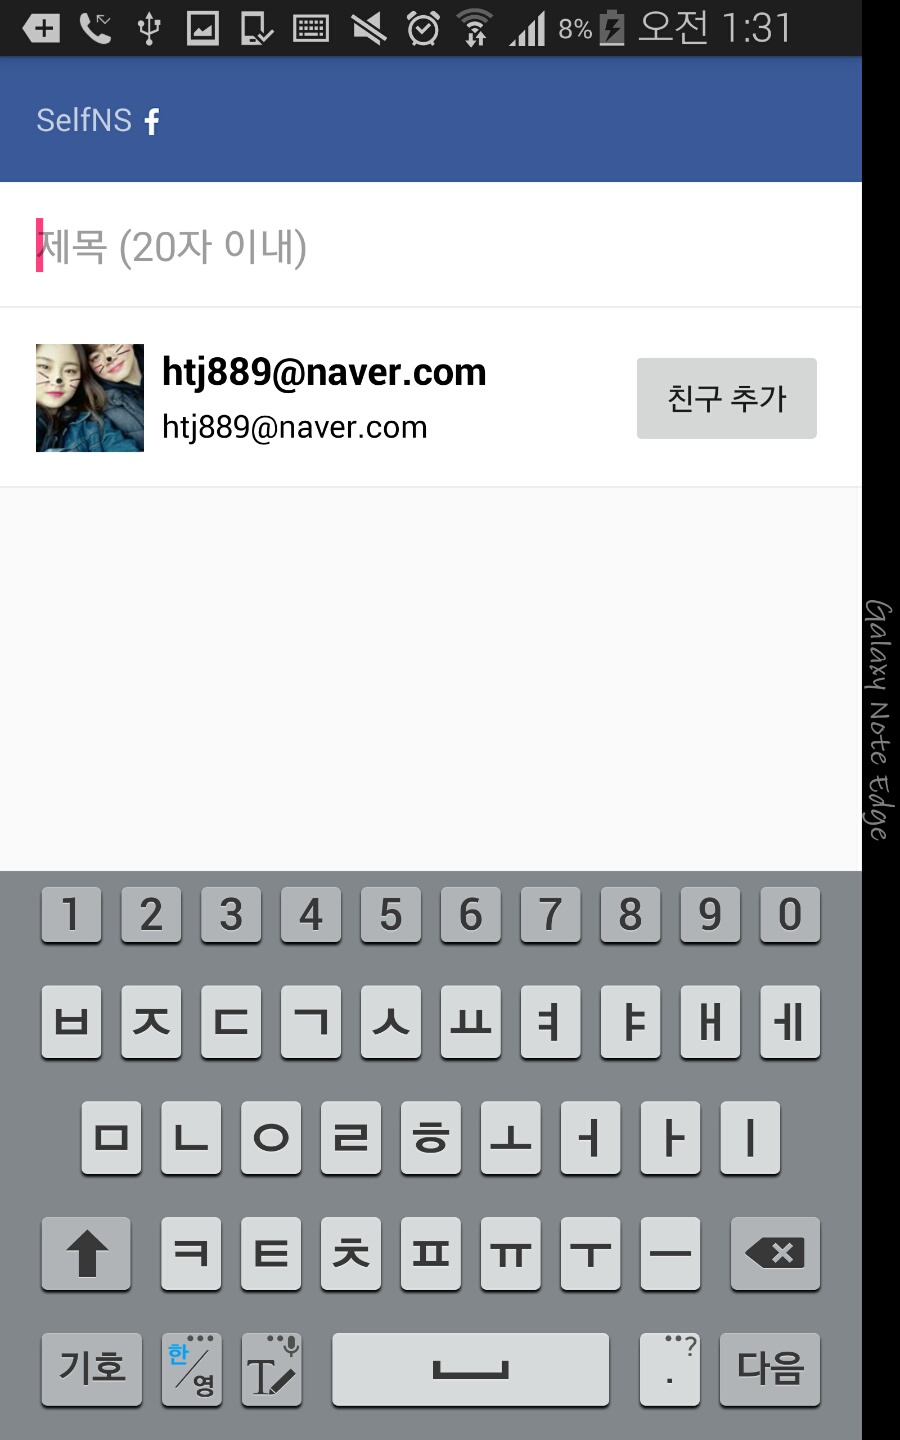 8% 오전 1:31
SelfNS f
제목 (20자 이내)
htj889@naver.com
htj889@naver.com
친구 추가
Galaxy Note Edge
1 2 3 4 5 6 7 8 9 0
ㅂ ㅈ ㄷ ㄱ ㅅ ㅛ ㅕ ㅑ ㅐ ㅔ
ㅁ ㄴ ㅇ ㄹ ㅎ ㅗ ㅓ ㅏ ㅣ
ㅋ ㅌ ㅊ ㅍ ㅠ ㅜ ㅡ
기호 한/영 T . ? 다음